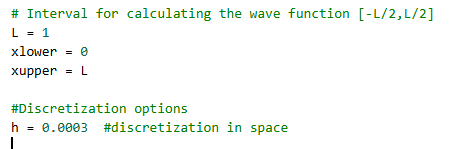 # Interval for calculating the wave function [-L/2,L/2]
L = 1
xlower = 0
xupper = L
#Discretization options
h = 0.0003  #discretization in space